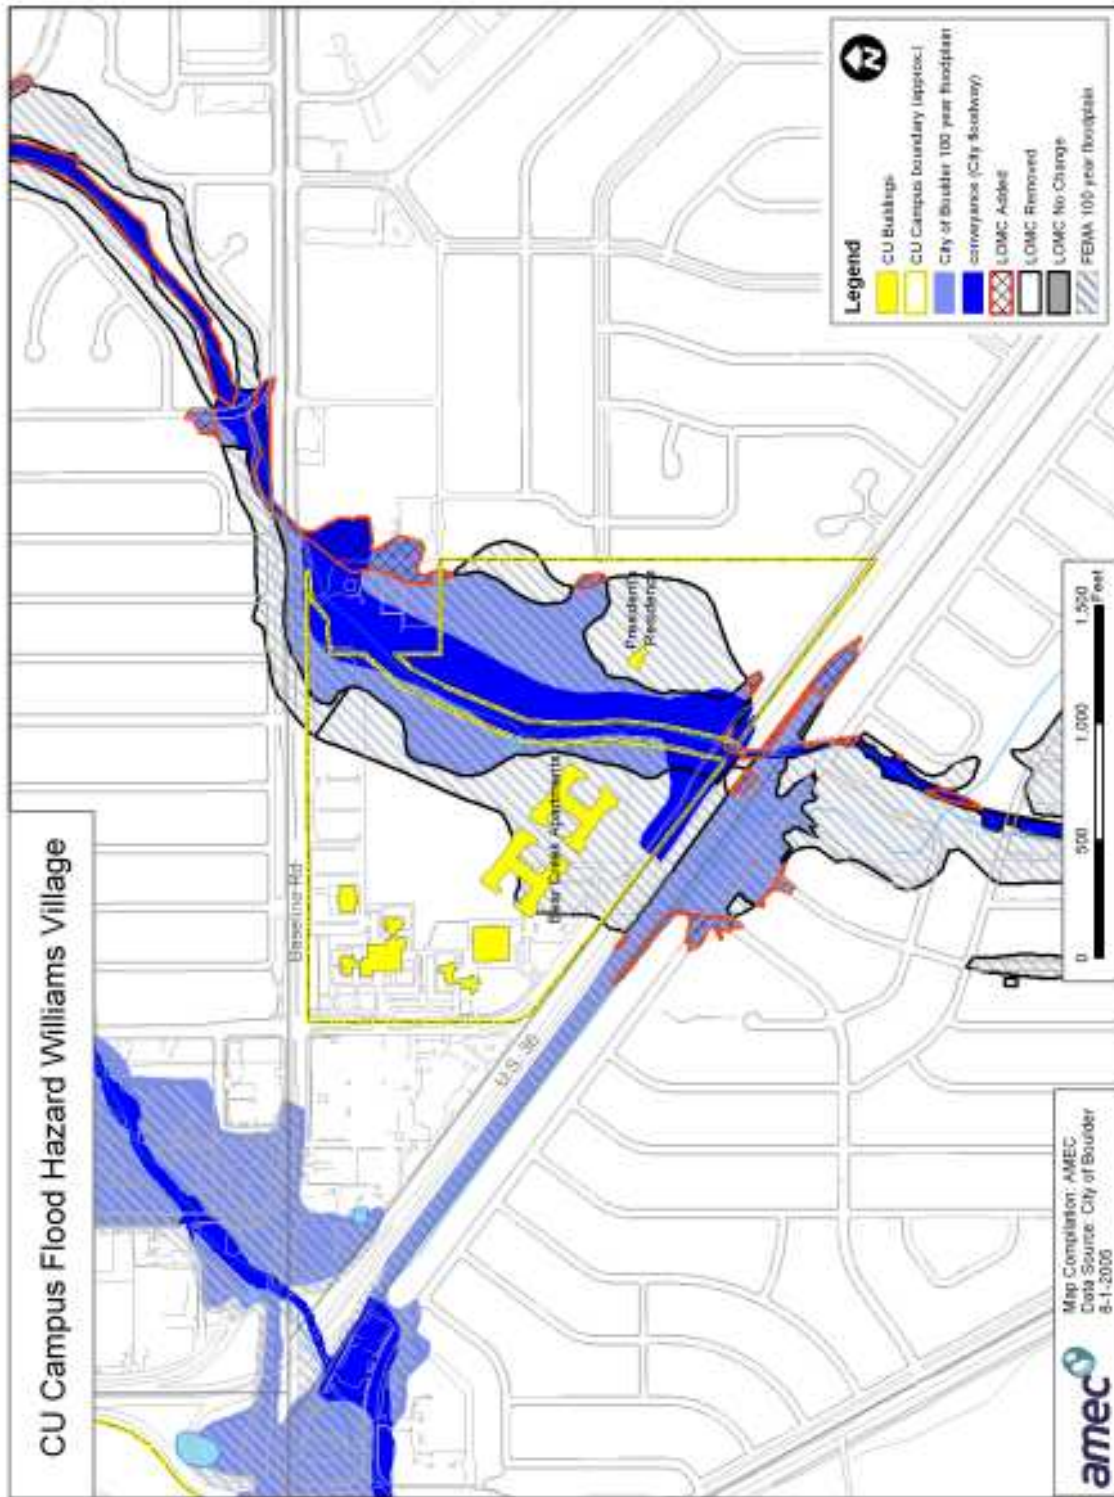 CU Campus Flood Hazard Williams Village
Baseline Rd
U.S. 36
Bear Creek Apartments
President's
Residence
N
Legend
CU Buildings
CU Campus boundary (approx.)
City of Boulder 100 year floodplain
conveyance (City floodway)
LOMC Added
LOMC Removed
LOMC No Change
FEMA 100 year floodplain
0 500 1,000 1,500
Feet
amec
Map Compilation: AMEC
Data Source: City of Boulder
8-1-2005